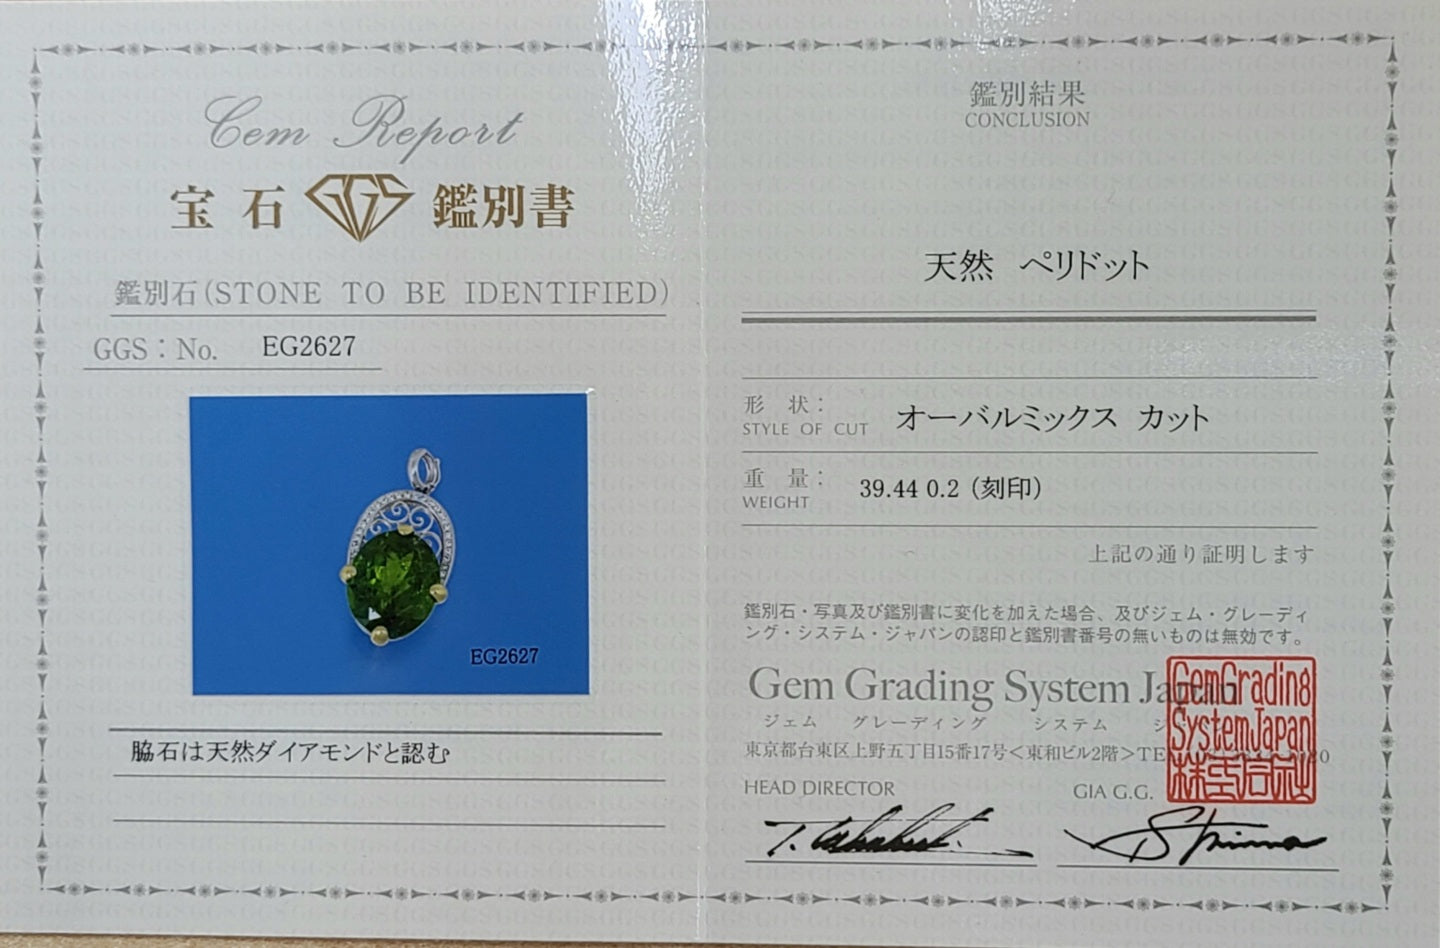 Gem Report
宝石 GGS 鑑別書
鑑別石(STONE TO BE IDENTIFIED)
GGS：No. EG2627
EG2627
脇石は天然ダイアモンドと認む
鑑別結果
CONCLUSION
天然 ペリドット
形 状：
STYLE OF CUT オーバルミックス カット
重 量：
WEIGHT 39.44 0.2 (刻印)
上記の通り証明します
鑑別石・写真及び鑑別書に変化を加えた場合、及びジェム・グレーディ
ング・システム・ジャパンの認印と鑑別書番号の無いものは無効です。
Gem Grading System Japan
ジェム グレーディング システム
東京都台東区上野五丁目15番17号＜東和ビル2階＞
GemGrading
SystemJapan
株式会社
HEAD DIRECTOR
GIA G.G.